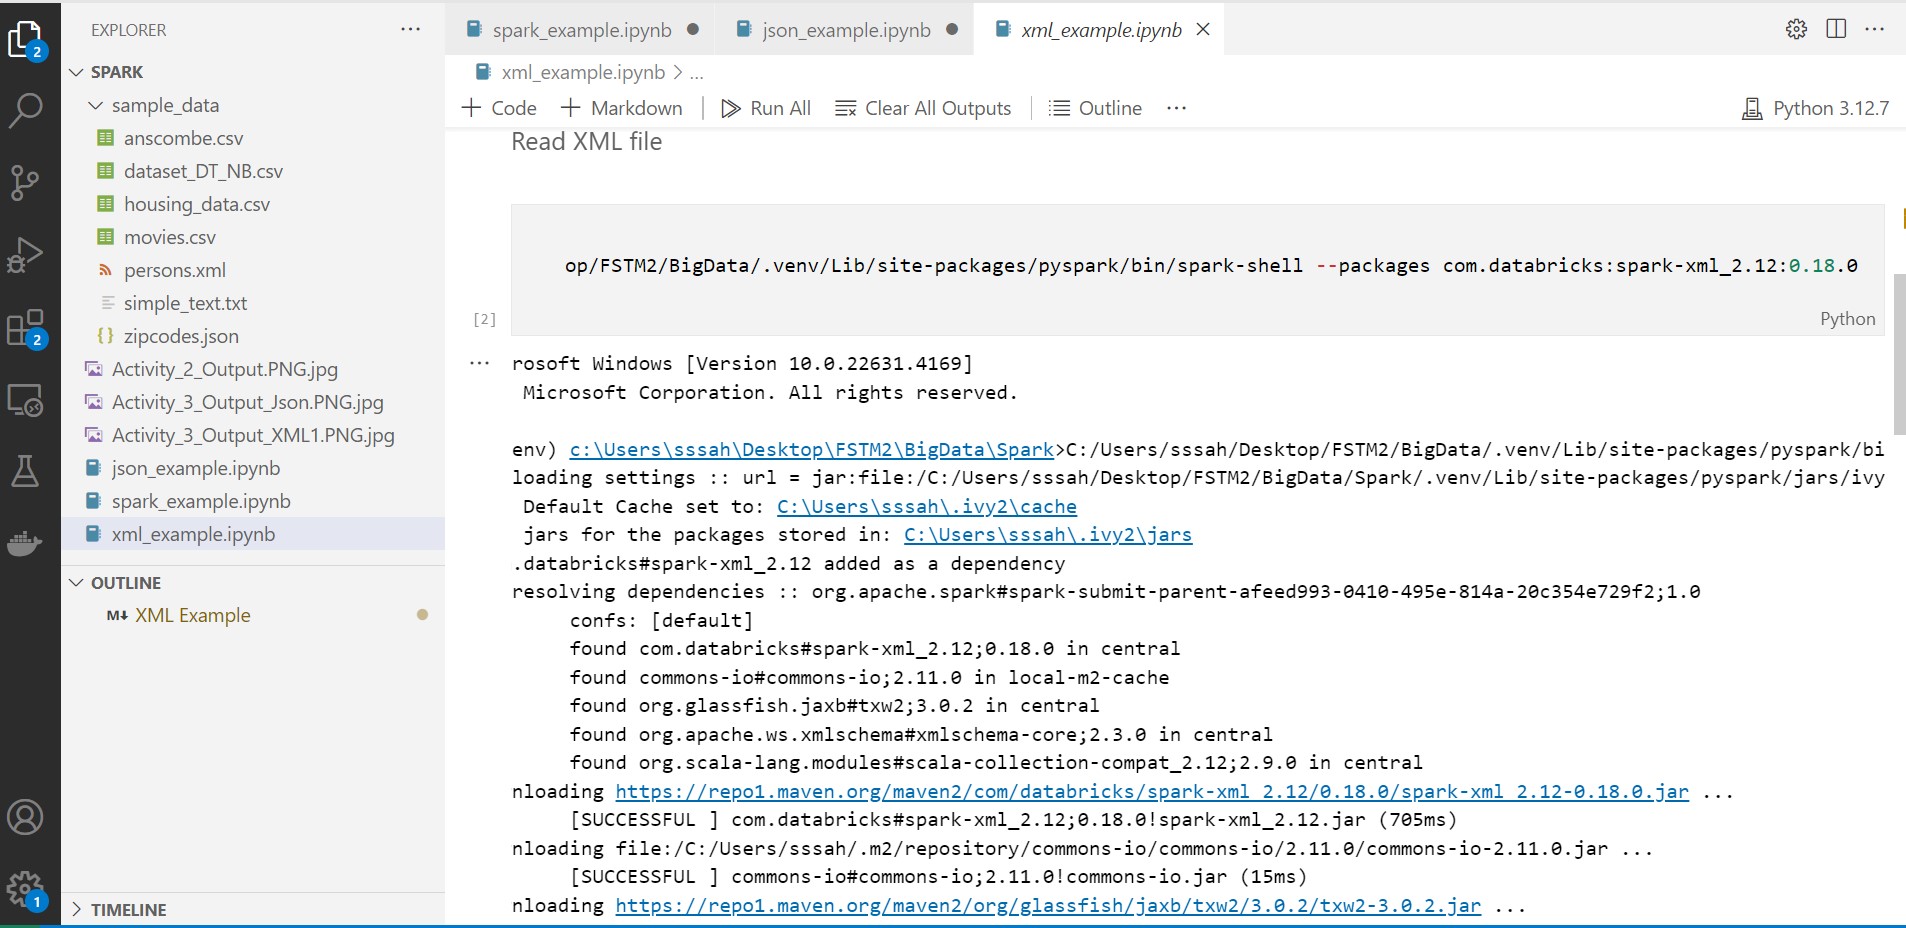 EXPLORER
SPARK
sample_data
anscombe.csv
dataset_DT_NB.csv
housing_data.csv
movies.csv
persons.xml
simple_text.txt
zipcodes.json
Activity_2_Output.PNG.jpg
Activity_3_Output_Json.PNG.jpg
Activity_3_Output_XML1.PNG.jpg
json_example.ipynb
spark_example.ipynb
xml_example.ipynb
OUTLINE
M↓ XML Example
TIMELINE
2
2
1
spark_example.ipynb
json_example.ipynb
xml_example.ipynb
xml_example.ipynb > ...
+ Code + Markdown Run All Clear All Outputs Outline ... Python 3.12.7
Read XML file
op/FSTM2/BigData/.venv/Lib/site-packages/pyspark/bin/spark-shell --packages com.databricks:spark-xml_2.12:0.18.0
[2]
Python
rosoft Windows [Version 10.0.22631.4169]
Microsoft Corporation. All rights reserved.
env) c:\Users\sssah\Desktop\FSTM2\BigData\Spark>C:/Users/sssah/Desktop/FSTM2/BigData/.venv/Lib/site-packages/pyspark/bi
loading settings :: url = jar:file:/C:/Users/sssah/Desktop/FSTM2/BigData/Spark/.venv/Lib/site-packages/pyspark/jars/ivy
Default Cache set to: C:\Users\sssah\.ivy2\cache
jars for the packages stored in: C:\Users\sssah\.ivy2\jars
.databricks#spark-xml_2.12 added as a dependency
resolving dependencies :: org.apache.spark#spark-submit-parent-afeed993-0410-495e-814a-20c354e729f2;1.0
confs: [default]
found com.databricks#spark-xml_2.12;0.18.0 in central
found commons-io#commons-io;2.11.0 in local-m2-cache
found org.glassfish.jaxb#txw2;3.0.2 in central
found org.apache.ws.xmlschema#xmlschema-core;2.3.0 in central
found org.scala-lang.modules#scala-collection-compat_2.12;2.9.0 in central
nloading https://repo1.maven.org/maven2/com/databricks/spark-xml_2.12/0.18.0/spark-xml_2.12-0.18.0.jar ...
[SUCCESSFUL ] com.databricks#spark-xml_2.12;0.18.0!spark-xml_2.12.jar (705ms)
nloading file:/C:/Users/sssah/.m2/repository/commons-io/commons-io/2.11.0/commons-io-2.11.0.jar ...
[SUCCESSFUL ] commons-io#commons-io;2.11.0!commons-io.jar (15ms)
nloading https://repo1.maven.org/maven2/org/glassfish/jaxb/txw2/3.0.2/txw2-3.0.2.jar ...